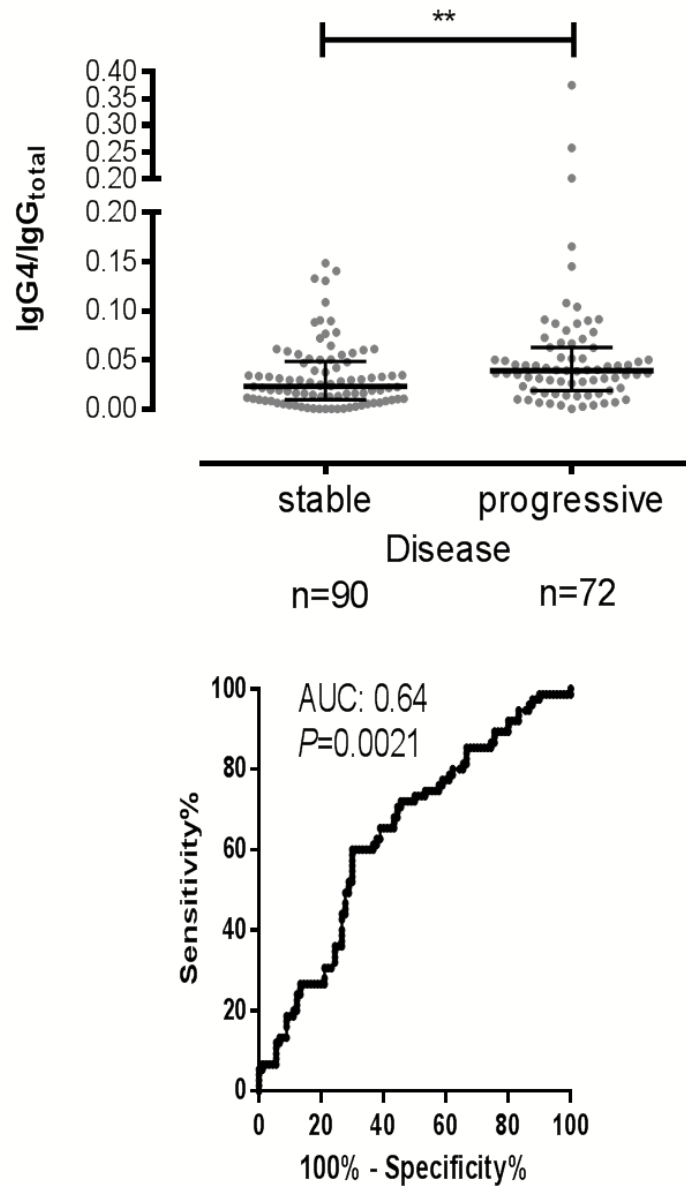 **
0.40
0.35
0.30
0.25
0.20
0.20
0.15
0.10
0.05
0.00
IgG4/IgGtotal
stable progressive
Disease
n=90 n=72
AUC: 0.64
P=0.0021
100
80
60
40
20
0
Sensitivity%
0 20 40 60 80 100
100% - Specificity%